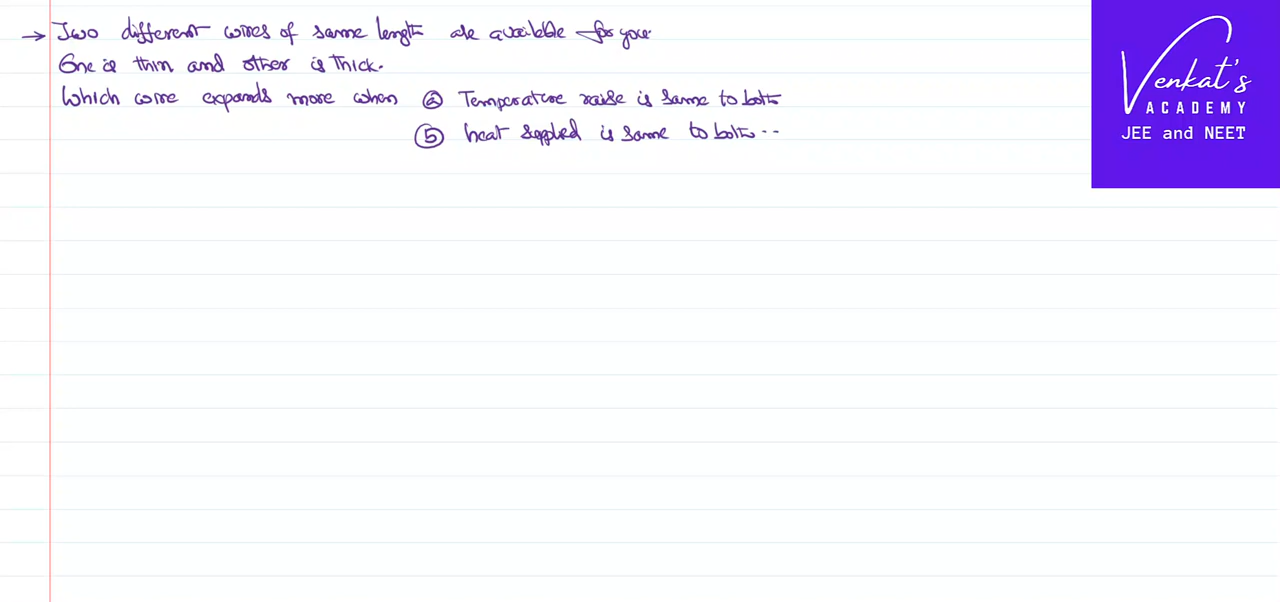 → Two different wires of same length are available for you.
One is thin and other is thick.
Which wire expands more when ⓐ Temperature raise is same to both
ⓑ heat supplied is same to both..
Venkat's
ACADEMY
JEE and NEET